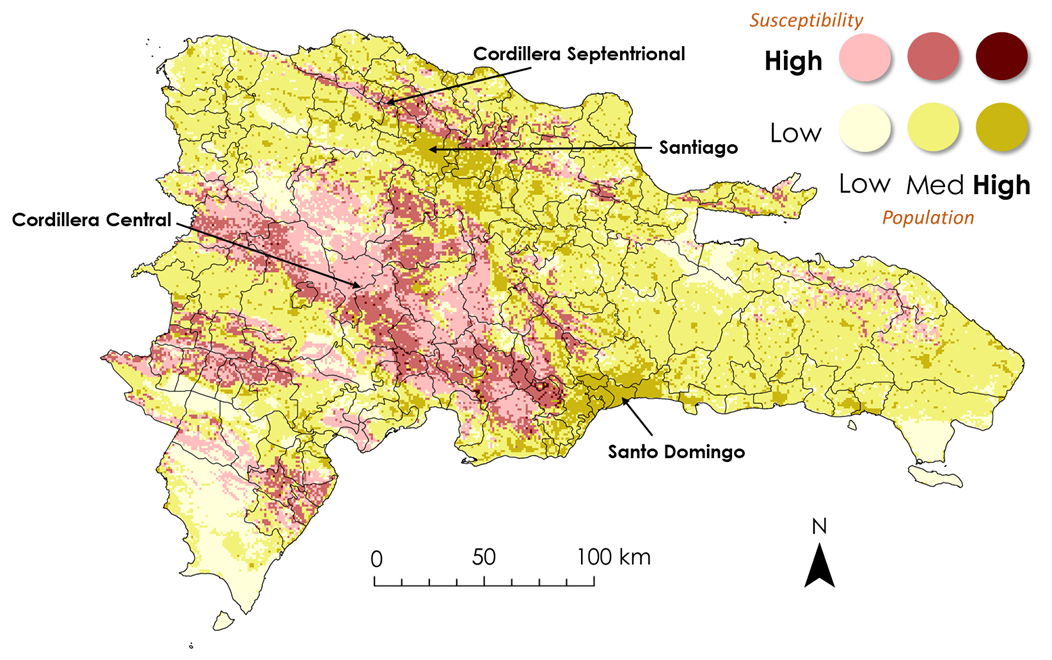 Susceptibility
High
Low
Low Med High
Population
Cordillera Septentrional
Santiago
Cordillera Central
Santo Domingo
0 50 100 km
N